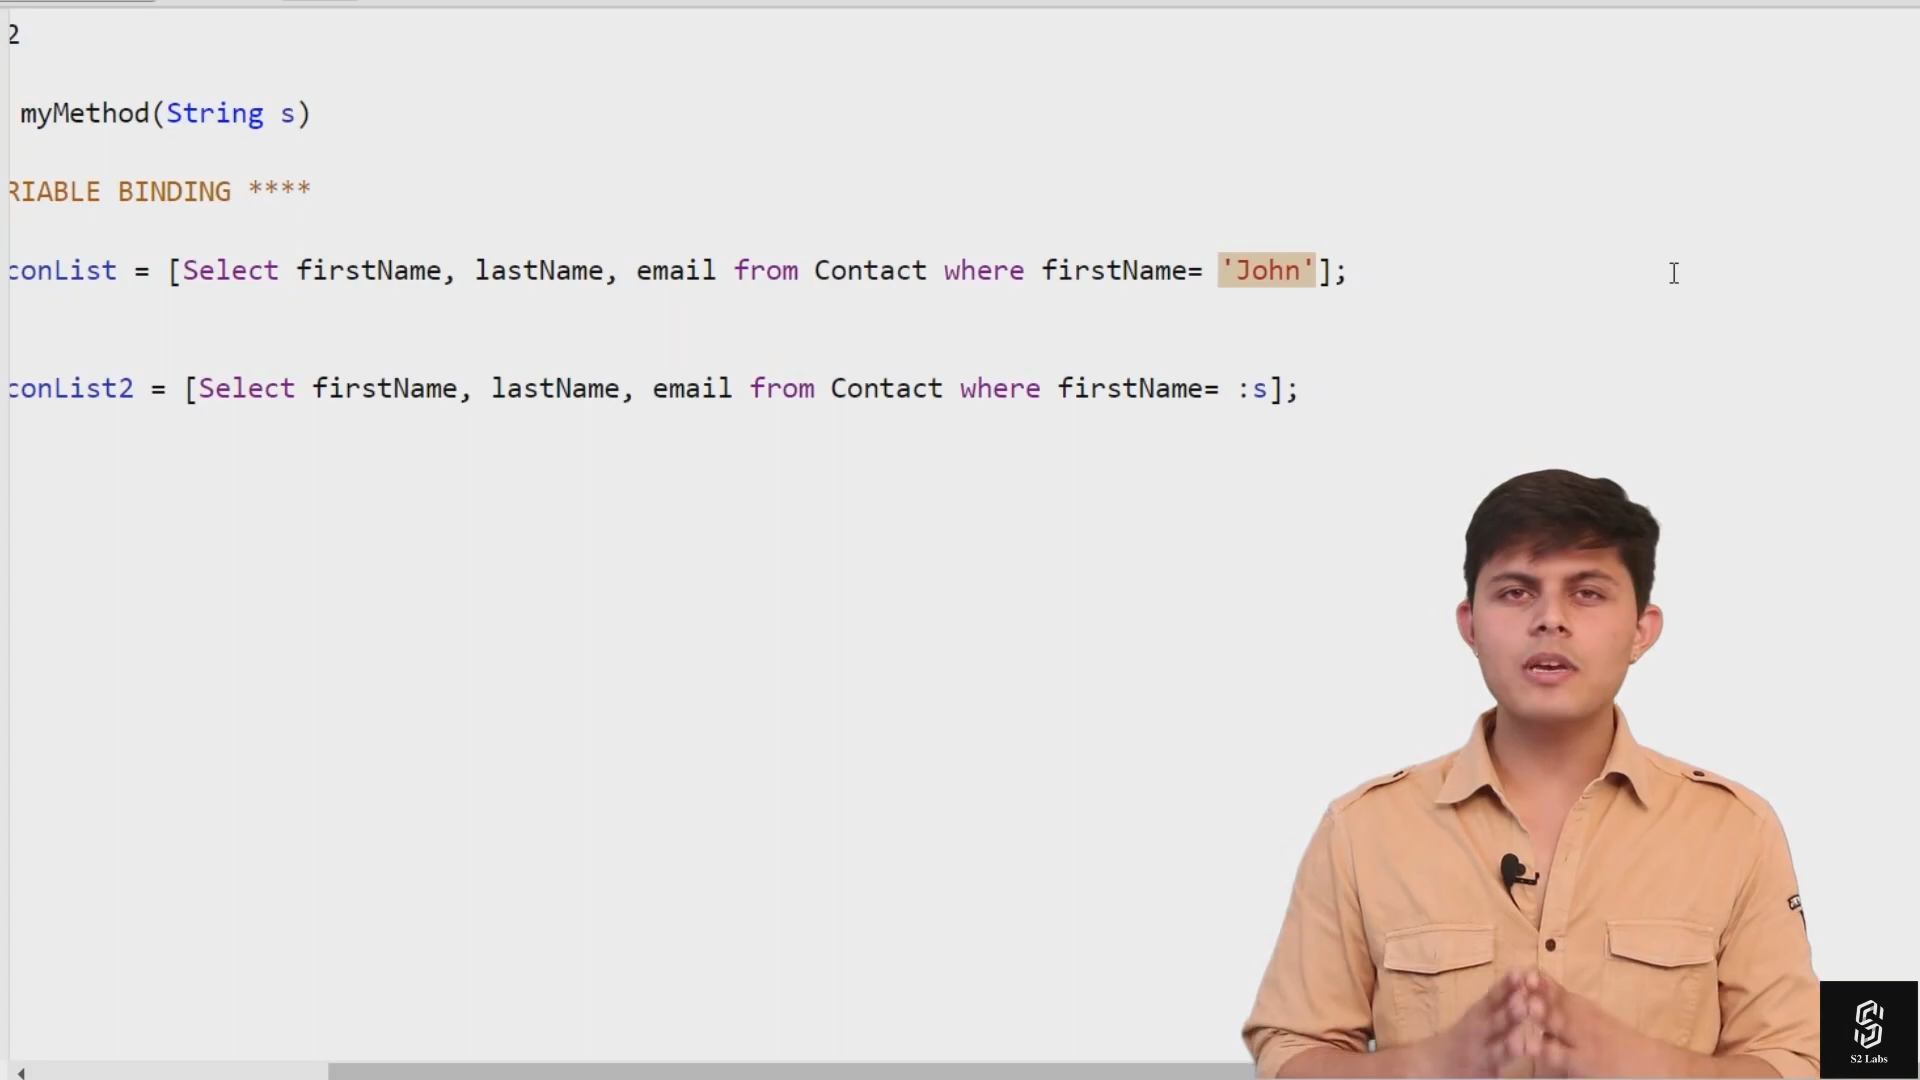 2
myMethod(String s)
RIABLE BINDING ****
conList = [Select firstName, lastName, email from Contact where firstName= 'John'];
conList2 = [Select firstName, lastName, email from Contact where firstName= :s];
S2 Labs